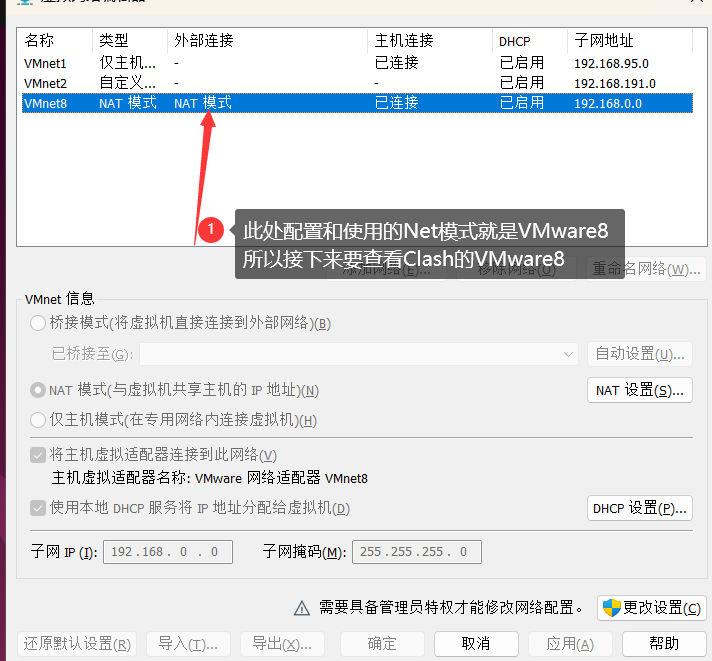 名称 类型 外部连接 主机连接 DHCP 子网地址
VMnet1 仅主机... - 已连接 已启用 192.168.95.0
VMnet2 自定义... - - 已启用 192.168.191.0
VMnet8 NAT 模式 NAT 模式 已连接 已启用 192.168.0.0
1
此处配置和使用的Net模式就是VMware8
所以接下来要查看Clash的VMware8
添加网络(E)... 移除网络(O) 重命名网络(W)...
VMnet 信息
桥接模式(将虚拟机直接连接到外部网络)(B)
已桥接至(G): 自动设置(U)...
NAT 模式(与虚拟机共享主机的 IP 地址)(N) NAT 设置(S)...
仅主机模式(在专用网络内连接虚拟机)(H)
将主机虚拟适配器连接到此网络(V)
主机虚拟适配器名称: VMware 网络适配器 VMnet8
使用本地 DHCP 服务将 IP 地址分配给虚拟机(D) DHCP 设置(P)...
子网 IP (I): 192.168. 0 . 0 子网掩码(M): 255.255.255. 0
需要具备管理员特权才能修改网络配置。 更改设置(C)
还原默认设置(R) 导入(T)... 导出(X)... 确定 取消 应用(A) 帮助